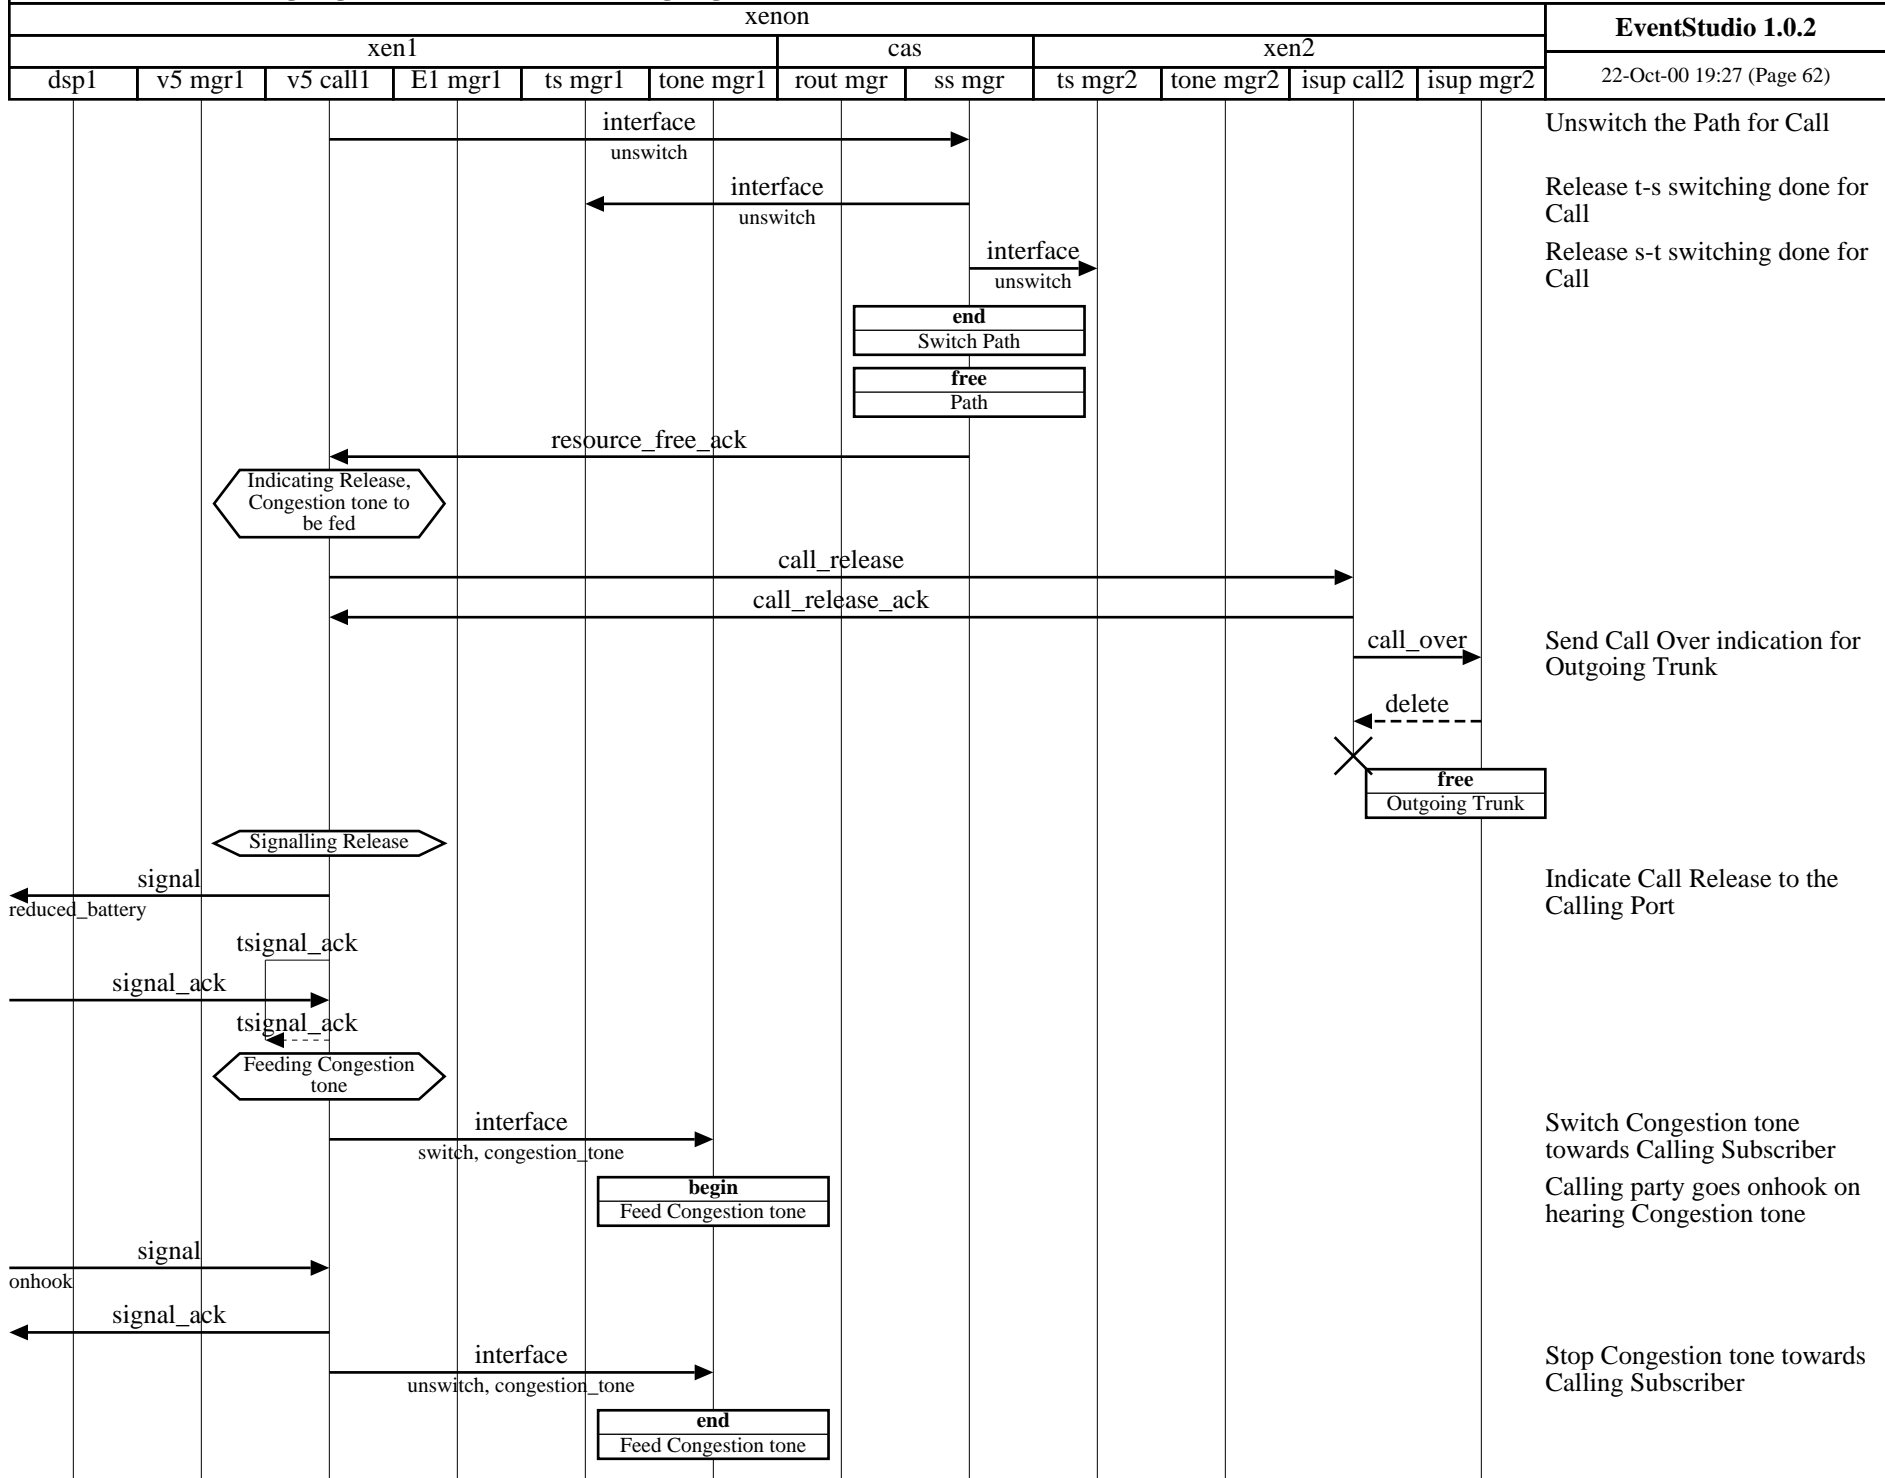 xenon
EventStudio 1.0.2
xen1
cas
xen2
22-Oct-00 19:27 (Page 62)
dsp1
v5 mgr1
v5 call1
E1 mgr1
ts mgr1
tone mgr1
rout mgr
ss mgr
ts mgr2
tone mgr2
isup call2
isup mgr2
interface
unswitch
Unswitch the Path for Call
interface
unswitch
Release t-s switching done for
Call
interface
unswitch
Release s-t switching done for
Call
end
Switch Path
free
Path
resource_free_ack
Indicating Release,
Congestion tone to
be fed
call_release
call_release_ack
call_over
Send Call Over indication for
Outgoing Trunk
delete
free
Outgoing Trunk
Signalling Release
signal
reduced_battery
Indicate Call Release to the
Calling Port
tsignal_ack
signal_ack
tsignal_ack
Feeding Congestion
tone
interface
switch, congestion_tone
Switch Congestion tone
towards Calling Subscriber
begin
Feed Congestion tone
Calling party goes onhook on
hearing Congestion tone
signal
onhook
signal_ack
interface
unswitch, congestion_tone
Stop Congestion tone towards
Calling Subscriber
end
Feed Congestion tone